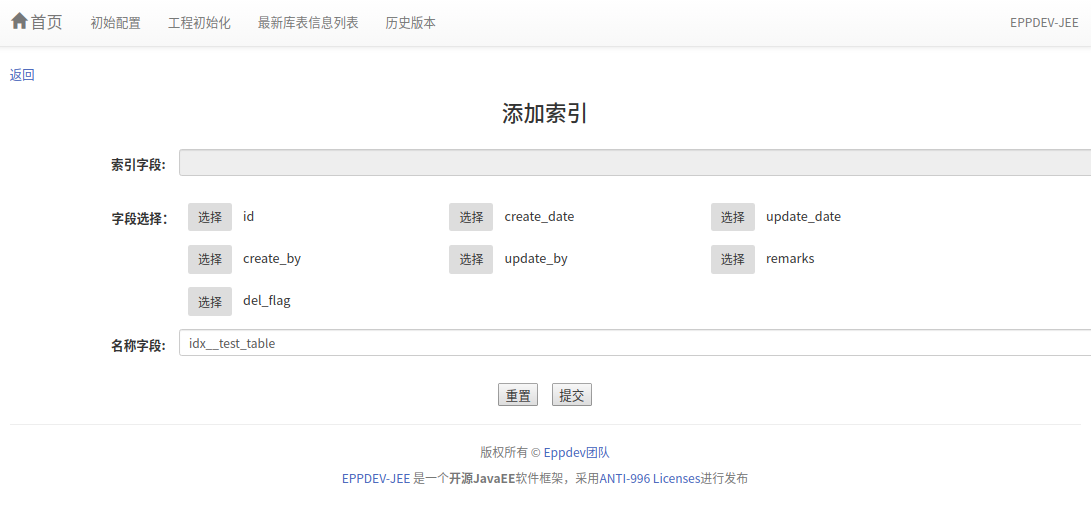 首页 初始配置 工程初始化 最新库表信息列表 历史版本 EPPDEV-JEE
返回
添加索引
索引字段:
字段选择: 选择 id 选择 create_date 选择 update_date
选择 create_by 选择 update_by 选择 remarks
选择 del_flag
名称字段: idx__test_table
重置 提交
版权所有 © Eppdev团队
EPPDEV-JEE 是一个开源JavaEE软件框架，采用ANTI-996 Licenses进行发布